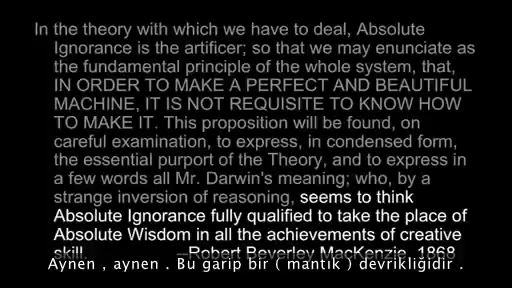 In the theory with which we have to deal, Absolute
Ignorance is the artificer; so that we may enunciate as
the fundamental principle of the whole system, that,
IN ORDER TO MAKE A PERFECT AND BEAUTIFUL
MACHINE, IT IS NOT REQUISITE TO KNOW HOW
TO MAKE IT. This proposition will be found, on
careful examination, to express, in condensed form,
the essential purport of the Theory, and to express in
a few words all Mr. Darwin's meaning; who, by a
strange inversion of reasoning, seems to think
Absolute Ignorance fully qualified to take the place of
Absolute Wisdom in all the achievements of creative
skill. —Robert Beverley MacKenzie, 1868
Aynen , aynen . Bu garip bir ( mantık ) devrikliğidir .